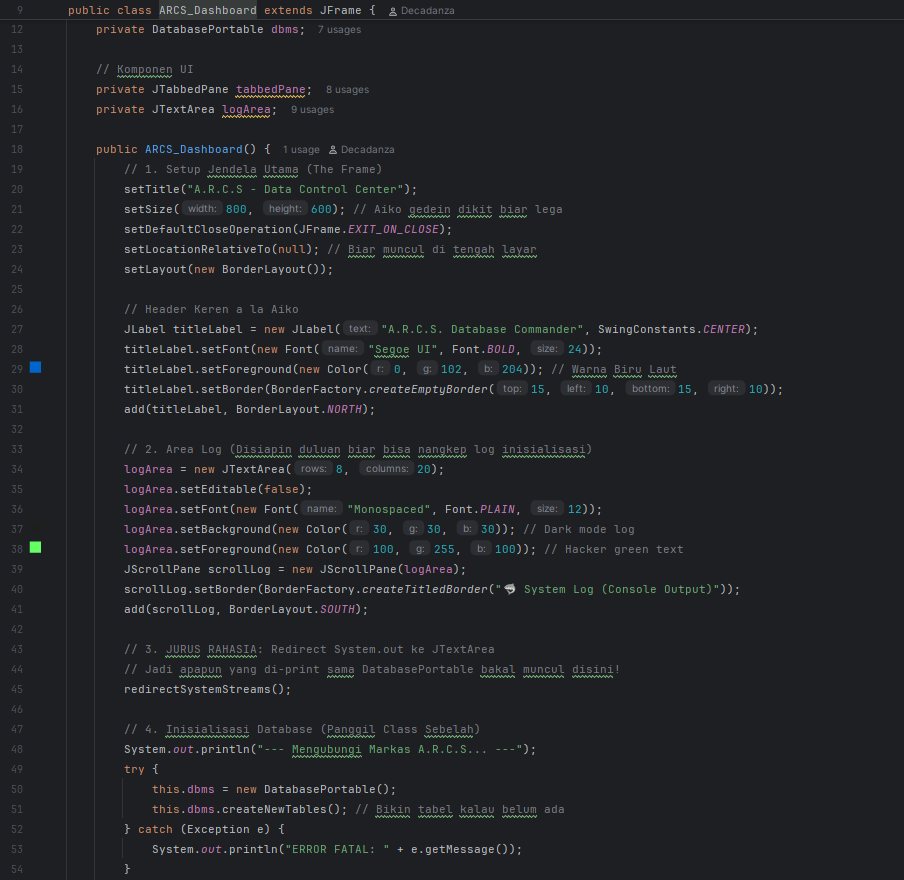 9 public class ARCS_Dashboard extends JFrame { Decadanza
12 private DatabasePortable dbms; 7 usages
13
14 // Komponen UI
15 private JTabbedPane tabbedPane; 8 usages
16 private JTextArea logArea; 9 usages
17
18 public ARCS_Dashboard() { 1 usage Decadanza
19 // 1. Setup Jendela Utama (The Frame)
20 setTitle("A.R.C.S - Data Control Center");
21 setSize( width: 800, height: 600); // Aiko gedein dikit biar lega
22 setDefaultCloseOperation(JFrame.EXIT_ON_CLOSE);
23 setLocationRelativeTo(null); // Biar muncul di tengah layar
24 setLayout(new BorderLayout());
25
26 // Header Keren a la Aiko
27 JLabel titleLabel = new JLabel( text: "A.R.C.S. Database Commander", SwingConstants.CENTER);
28 titleLabel.setFont(new Font( name: "Segoe UI", Font.BOLD, size: 24));
29 titleLabel.setForeground(new Color( r: 0, g: 102, b: 204)); // Warna Biru Laut
30 titleLabel.setBorder(BorderFactory.createEmptyBorder( top: 15, left: 10, bottom: 15, right: 10));
31 add(titleLabel, BorderLayout.NORTH);
32
33 // 2. Area Log (Disiapin duluan biar bisa nangkep log inisialisasi)
34 logArea = new JTextArea( rows: 8, columns: 20);
35 logArea.setEditable(false);
36 logArea.setFont(new Font( name: "Monospaced", Font.PLAIN, size: 12));
37 logArea.setBackground(new Color( r: 30, g: 30, b: 30)); // Dark mode log
38 logArea.setForeground(new Color( r: 100, g: 255, b: 100)); // Hacker green text
39 JScrollPane scrollLog = new JScrollPane(logArea);
40 scrollLog.setBorder(BorderFactory.createTitledBorder("🦈 System Log (Console Output)"));
41 add(scrollLog, BorderLayout.SOUTH);
42
43 // 3. JURUS RAHASIA: Redirect System.out ke JTextArea
44 // Jadi apapun yang di-print sama DatabasePortable bakal muncul disini!
45 redirectSystemStreams();
46
47 // 4. Inisialisasi Database (Panggil Class Sebelah)
48 System.out.println("--- Mengubungi Markas A.R.C.S... ---");
49 try {
50 this.dbms = new DatabasePortable();
51 this.dbms.createNewTables(); // Bikin tabel kalau belum ada
52 } catch (Exception e) {
53 System.out.println("ERROR FATAL: " + e.getMessage());
54 }